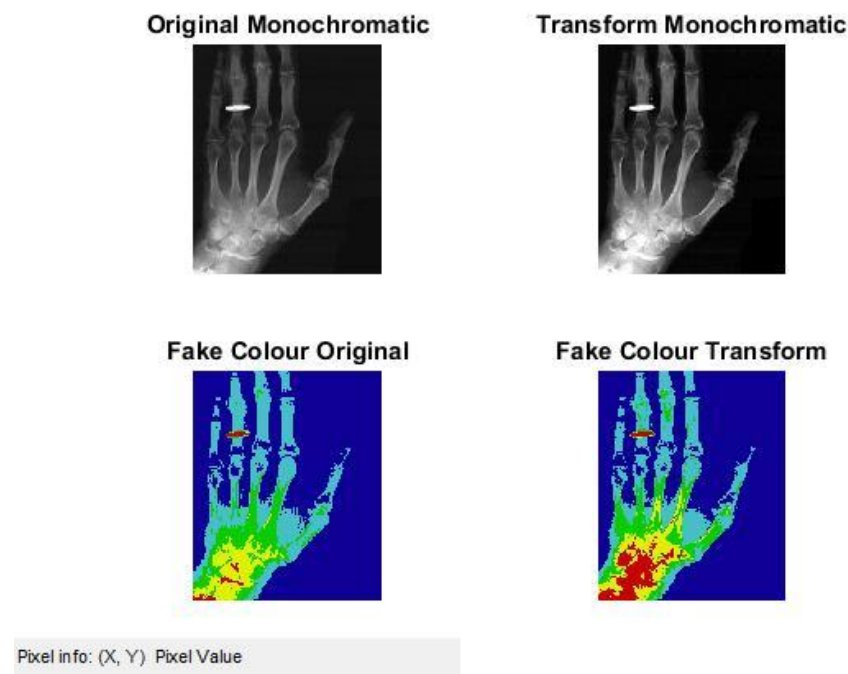 Original Monochromatic
Transform Monochromatic
Fake Colour Original
Fake Colour Transform
Pixel info: (X, Y) Pixel Value